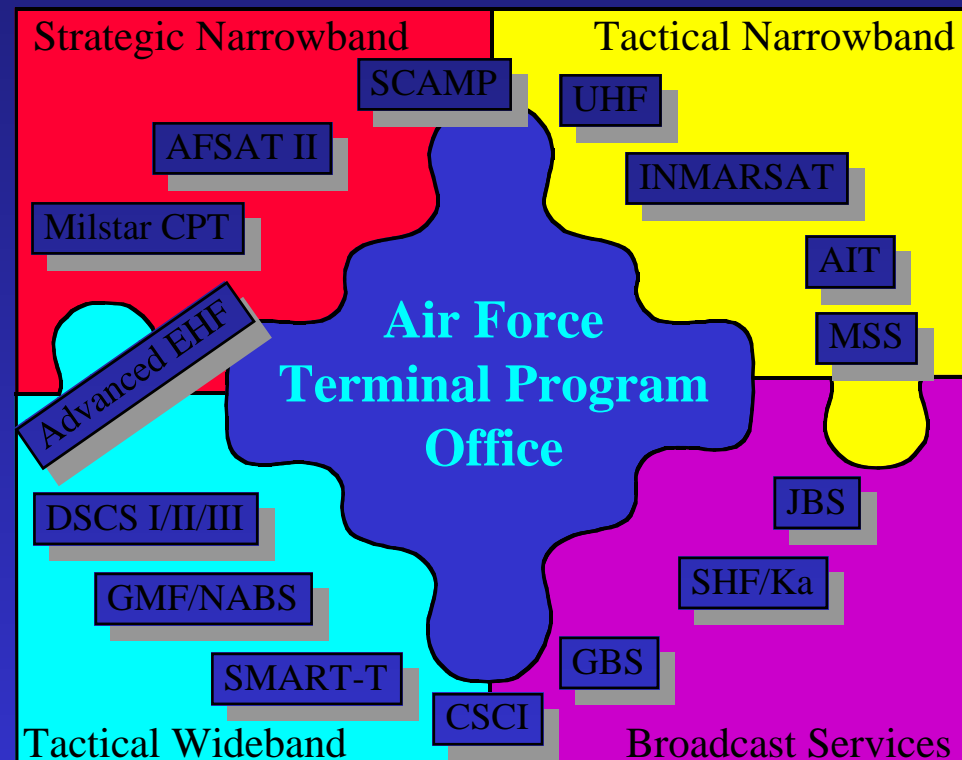 Strategic Narrowband
Tactical Narrowband
SCAMP
UHF
AFSAT II
INMARSAT
Milstar CPT
AIT
MSS
Advanced EHF
Air Force
Terminal Program
Office
DSCS I/II/III
JBS
GMF/NABS
SHF/Ka
SMART-T
GBS
CSCI
Tactical Wideband
Broadcast Services